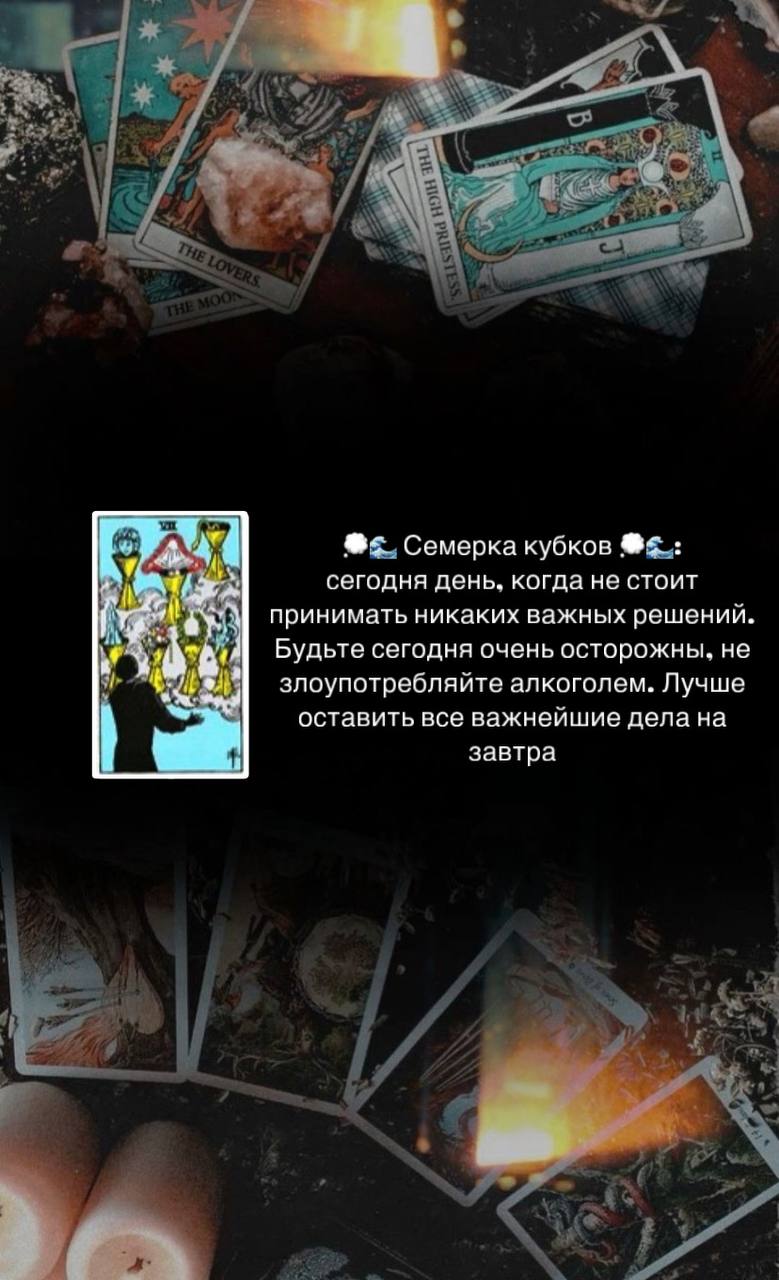 THE LOVERS.
THE MOON
B
J
II
THE HIGH PRIESTESS.
VII
💭🌊 Семерка кубков 💭🌊:
сегодня день, когда не стоит
принимать никаких важных решений.
Будьте сегодня очень осторожны, не
злоупотребляйте алкоголем. Лучше
оставить все важнейшие дела на
завтра